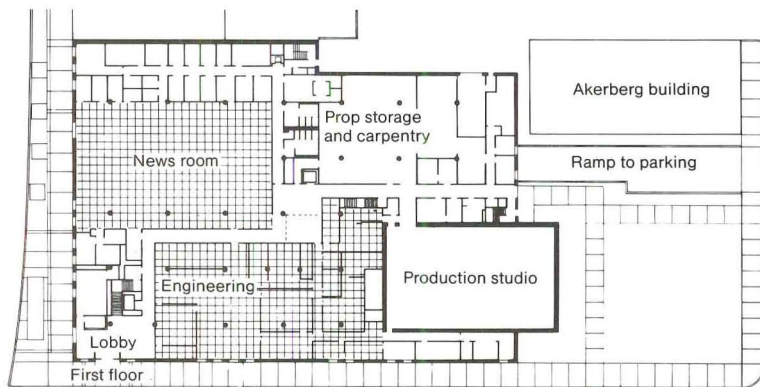 Akerberg building
Prop storage
and carpentry
News room
Ramp to parking
Engineering
Production studio
Lobby
First floor